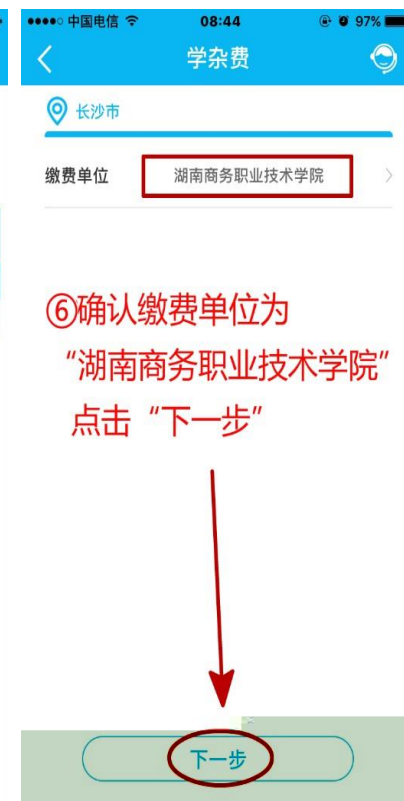 中国电信 08:44 97%
学杂费
长沙市
缴费单位 湖南商务职业技术学院
⑥确认缴费单位为
“湖南商务职业技术学院”
点击“下一步”
下一步